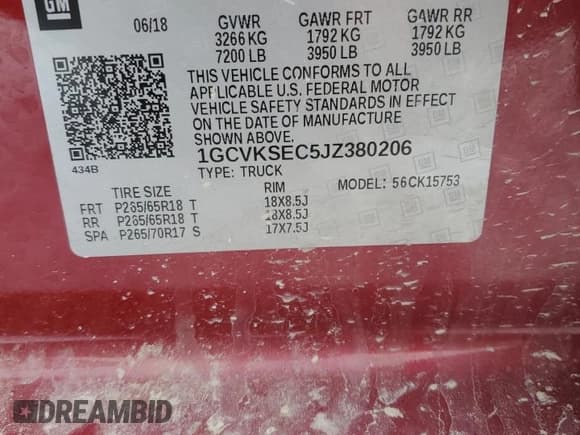 GM
06/18 GVWR GAWR FRT GAWR RR
3266 KG 1792 KG 1792 KG
7200 LB 3950 LB 3950 LB
THIS VEHICLE CONFORMS TO ALL
APPLICABLE U.S. FEDERAL MOTOR
VEHICLE SAFETY STANDARDS IN EFFECT
ON THE DATE OF MANUFACTURE
SHOWN ABOVE.
1GCVKSEC5JZ380206
434B TYPE: TRUCK
TIRE SIZE RIM MODEL: 56CK15753
FRT P265/65R18 T 18X8.5J
RR P265/65R18 T 18X8.5J
SPA P265/70R17 S 17X7.5J
DREAMBID